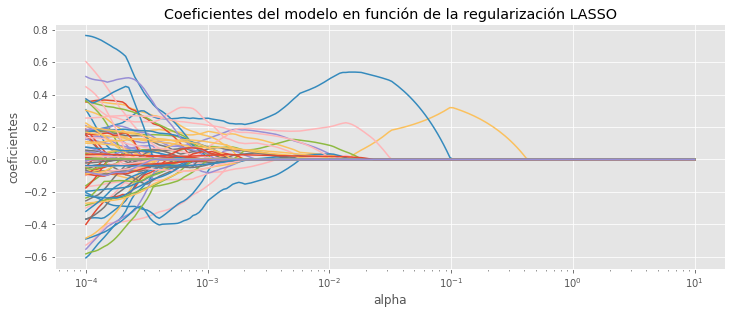 Coeficientes del modelo en función de la regularización LASSO
coeficientes
0.8
0.6
0.4
0.2
0.0
−0.2
−0.4
−0.6
10⁻⁴ 10⁻³ 10⁻² 10⁻¹ 10⁰ 10¹
alpha